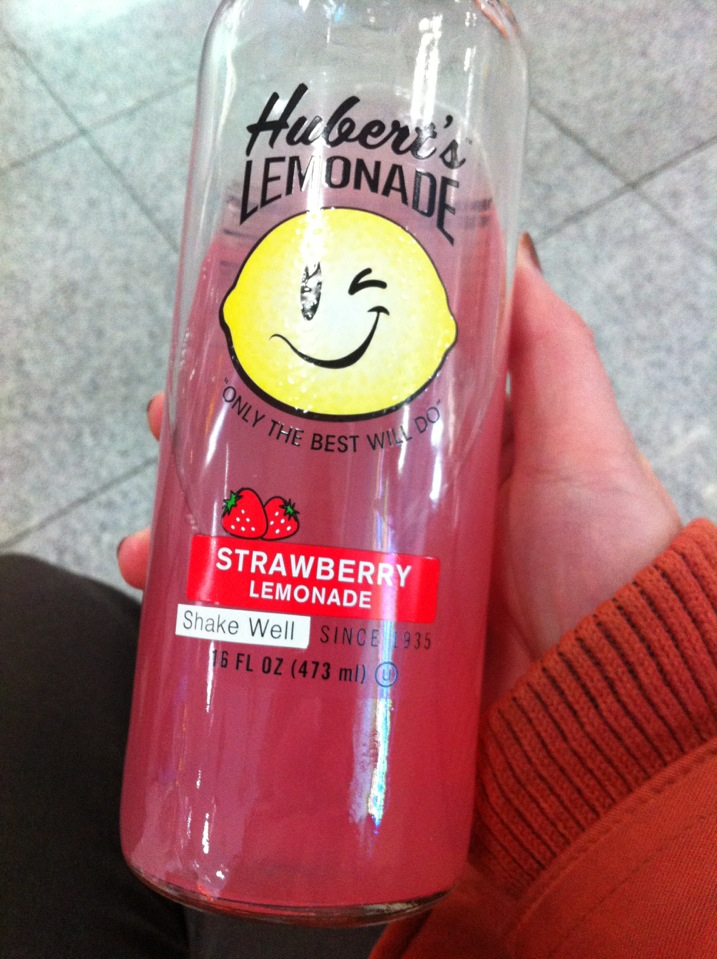 Hubert's
LEMONADE
"ONLY THE BEST WILL DO"
STRAWBERRY
LEMONADE
Shake Well
SINCE 1935
16 FL OZ (473 ml) U